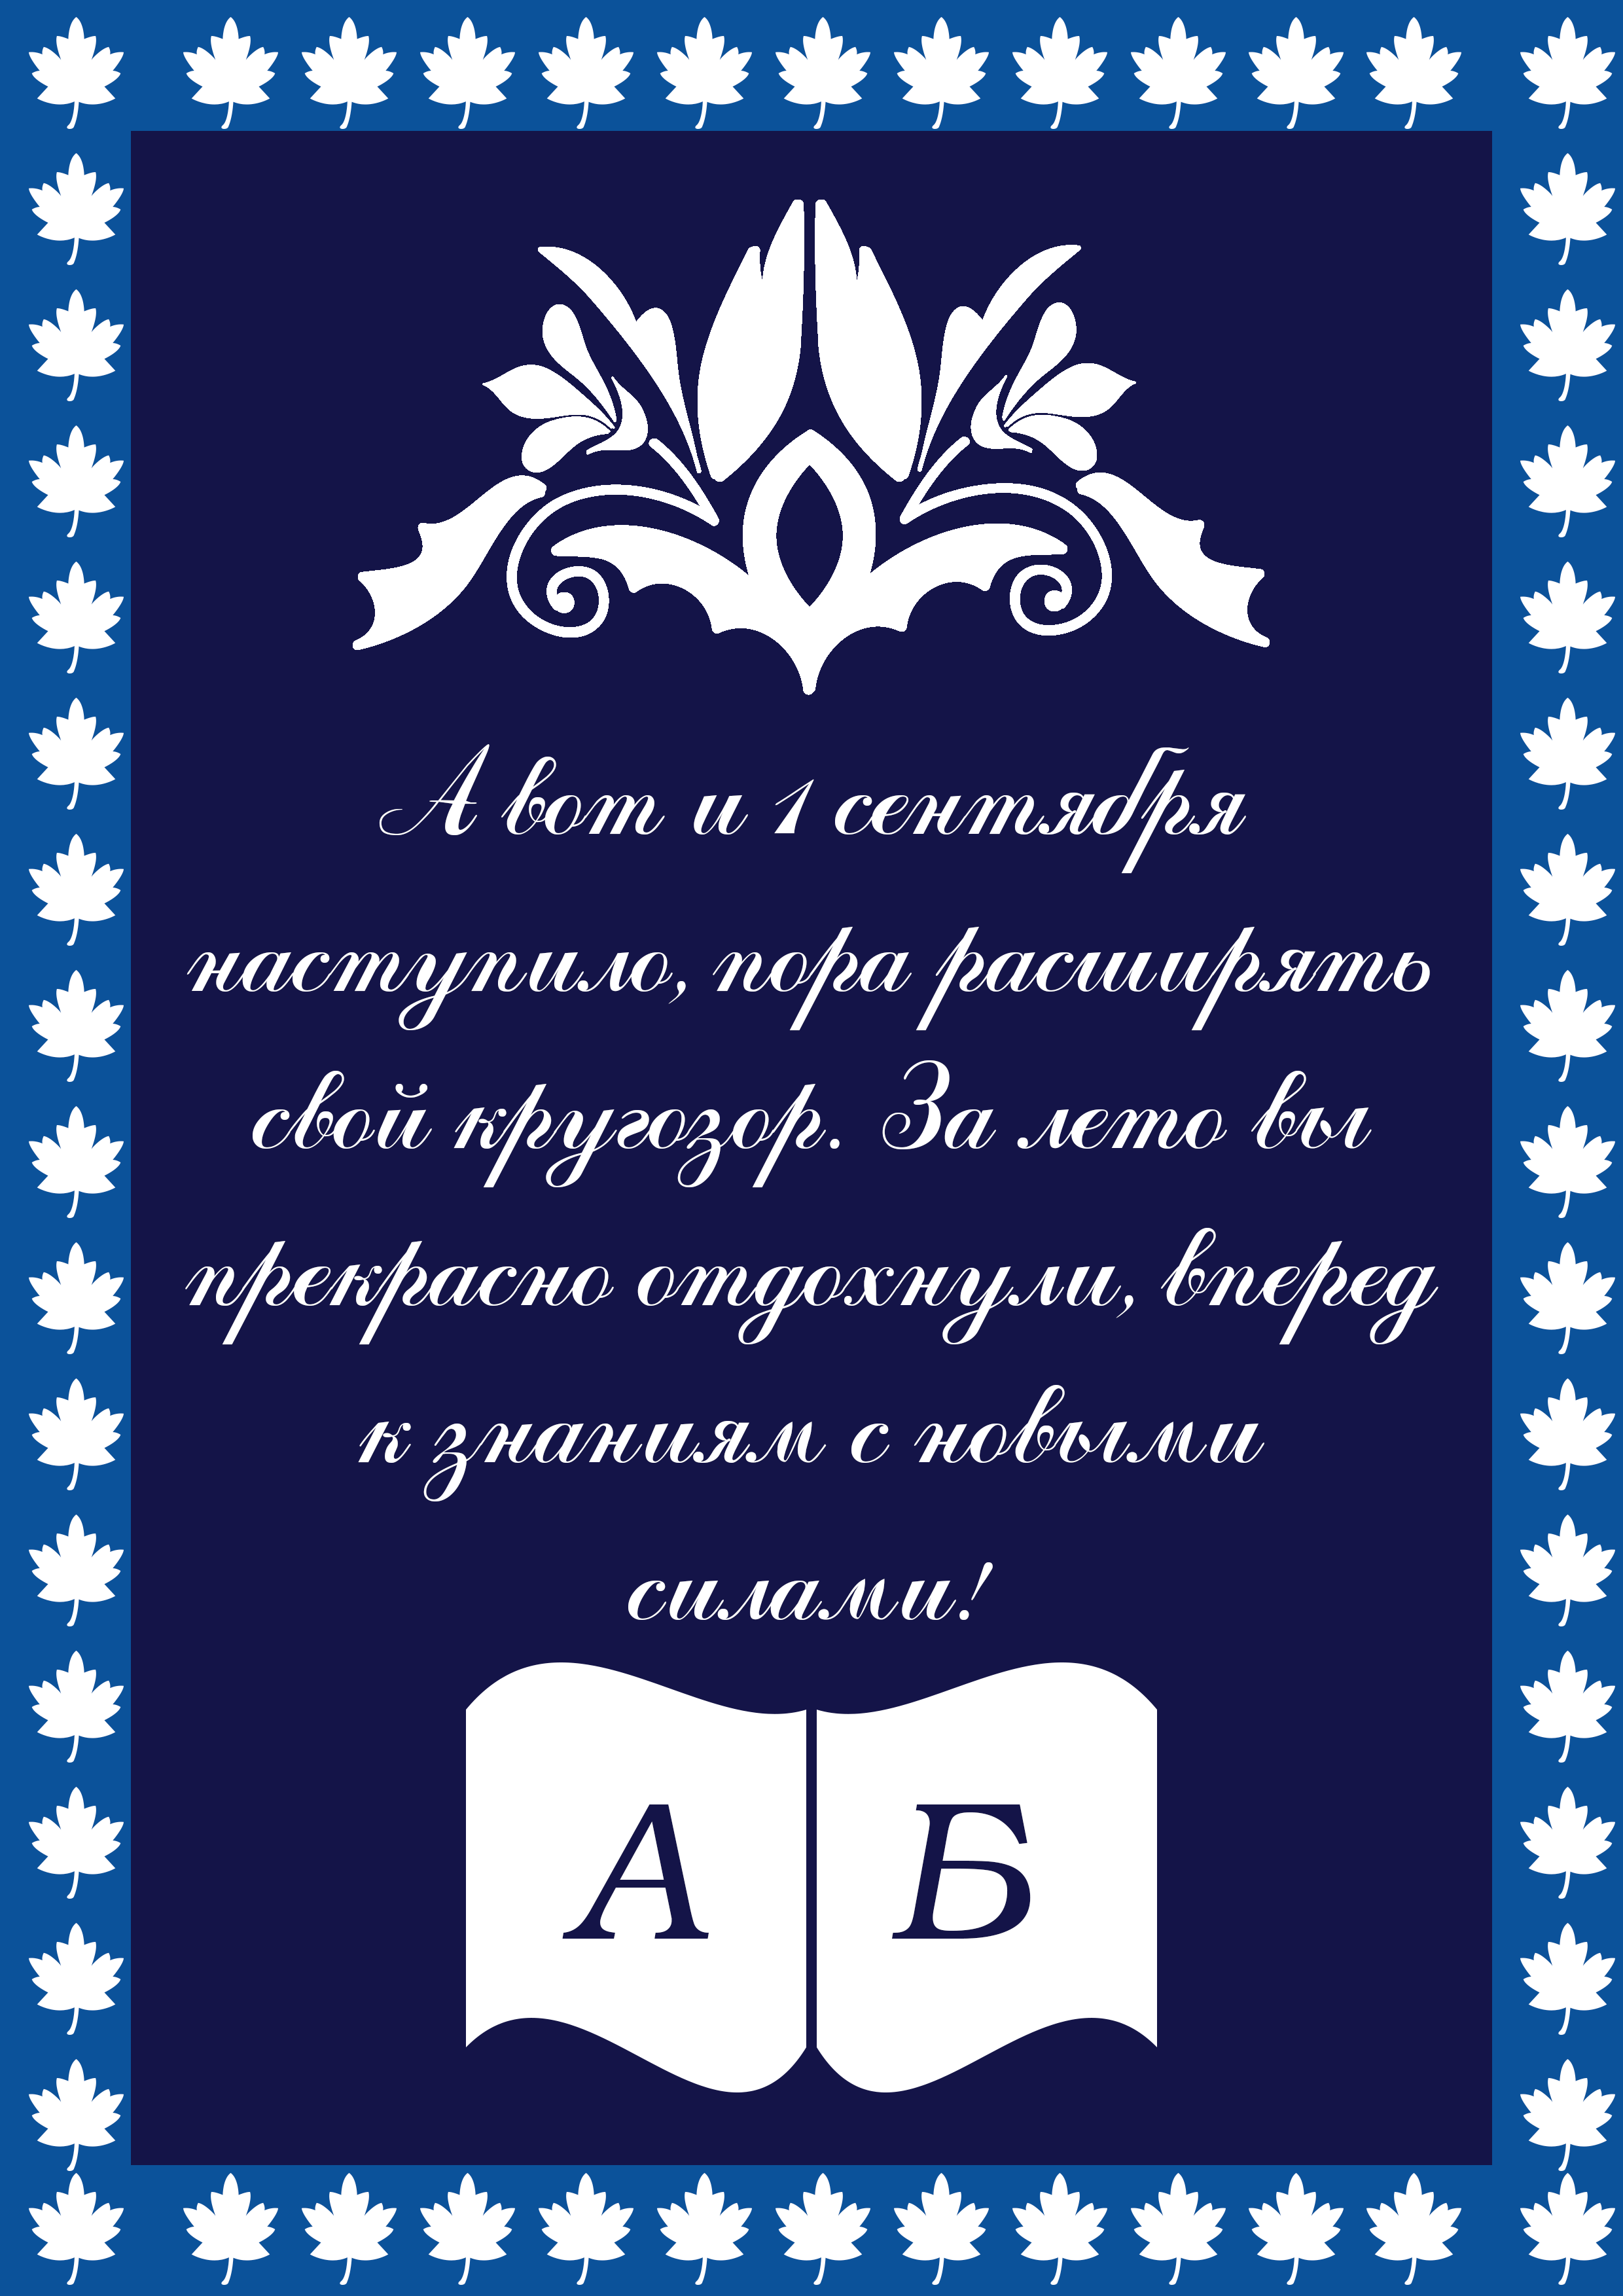 А вот и 1 сентября
наступило, пора расширять
свой кругозор. За лето вы
прекрасно отдохнули, вперед
к знаниям с новыми
силами!
А Б